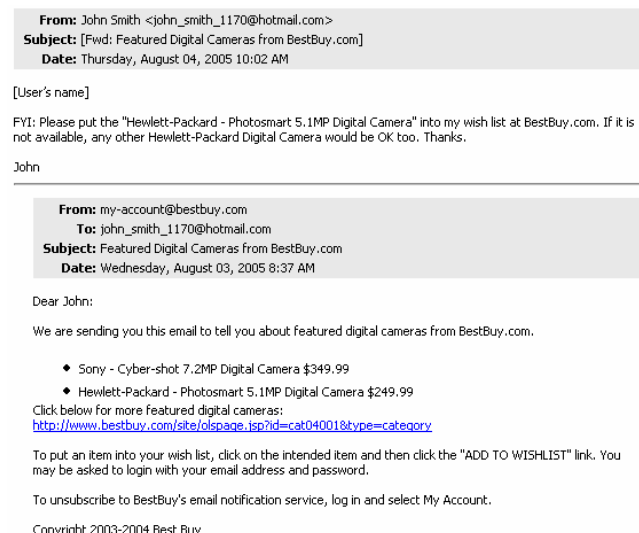 From: John Smith <john_smith_1170@hotmail.com>
Subject: [Fwd: Featured Digital Cameras from BestBuy.com]
Date: Thursday, August 04, 2005 10:02 AM
[User's name]
FYI: Please put the "Hewlett-Packard - Photosmart 5.1MP Digital Camera" into my wish list at BestBuy.com. If it is
not available, any other Hewlett-Packard Digital Camera would be OK too. Thanks.
John
From: my-account@bestbuy.com
To: john_smith_1170@hotmail.com
Subject: Featured Digital Cameras from BestBuy.com
Date: Wednesday, August 03, 2005 8:37 AM
Dear John:
We are sending you this email to tell you about featured digital cameras from BestBuy.com.
◆ Sony - Cyber-shot 7.2MP Digital Camera $349.99
◆ Hewlett-Packard - Photosmart 5.1MP Digital Camera $249.99
Click below for more featured digital cameras:
http://www.bestbuy.com/site/olspage.jsp?id=cat04001&type=category
To put an item into your wish list, click on the intended item and then click the "ADD TO WISHLIST" link. You
may be asked to login with your email address and password.
To unsubscribe to BestBuy's email notification service, log in and select My Account.
Copyright 2003-2004 Best Buy